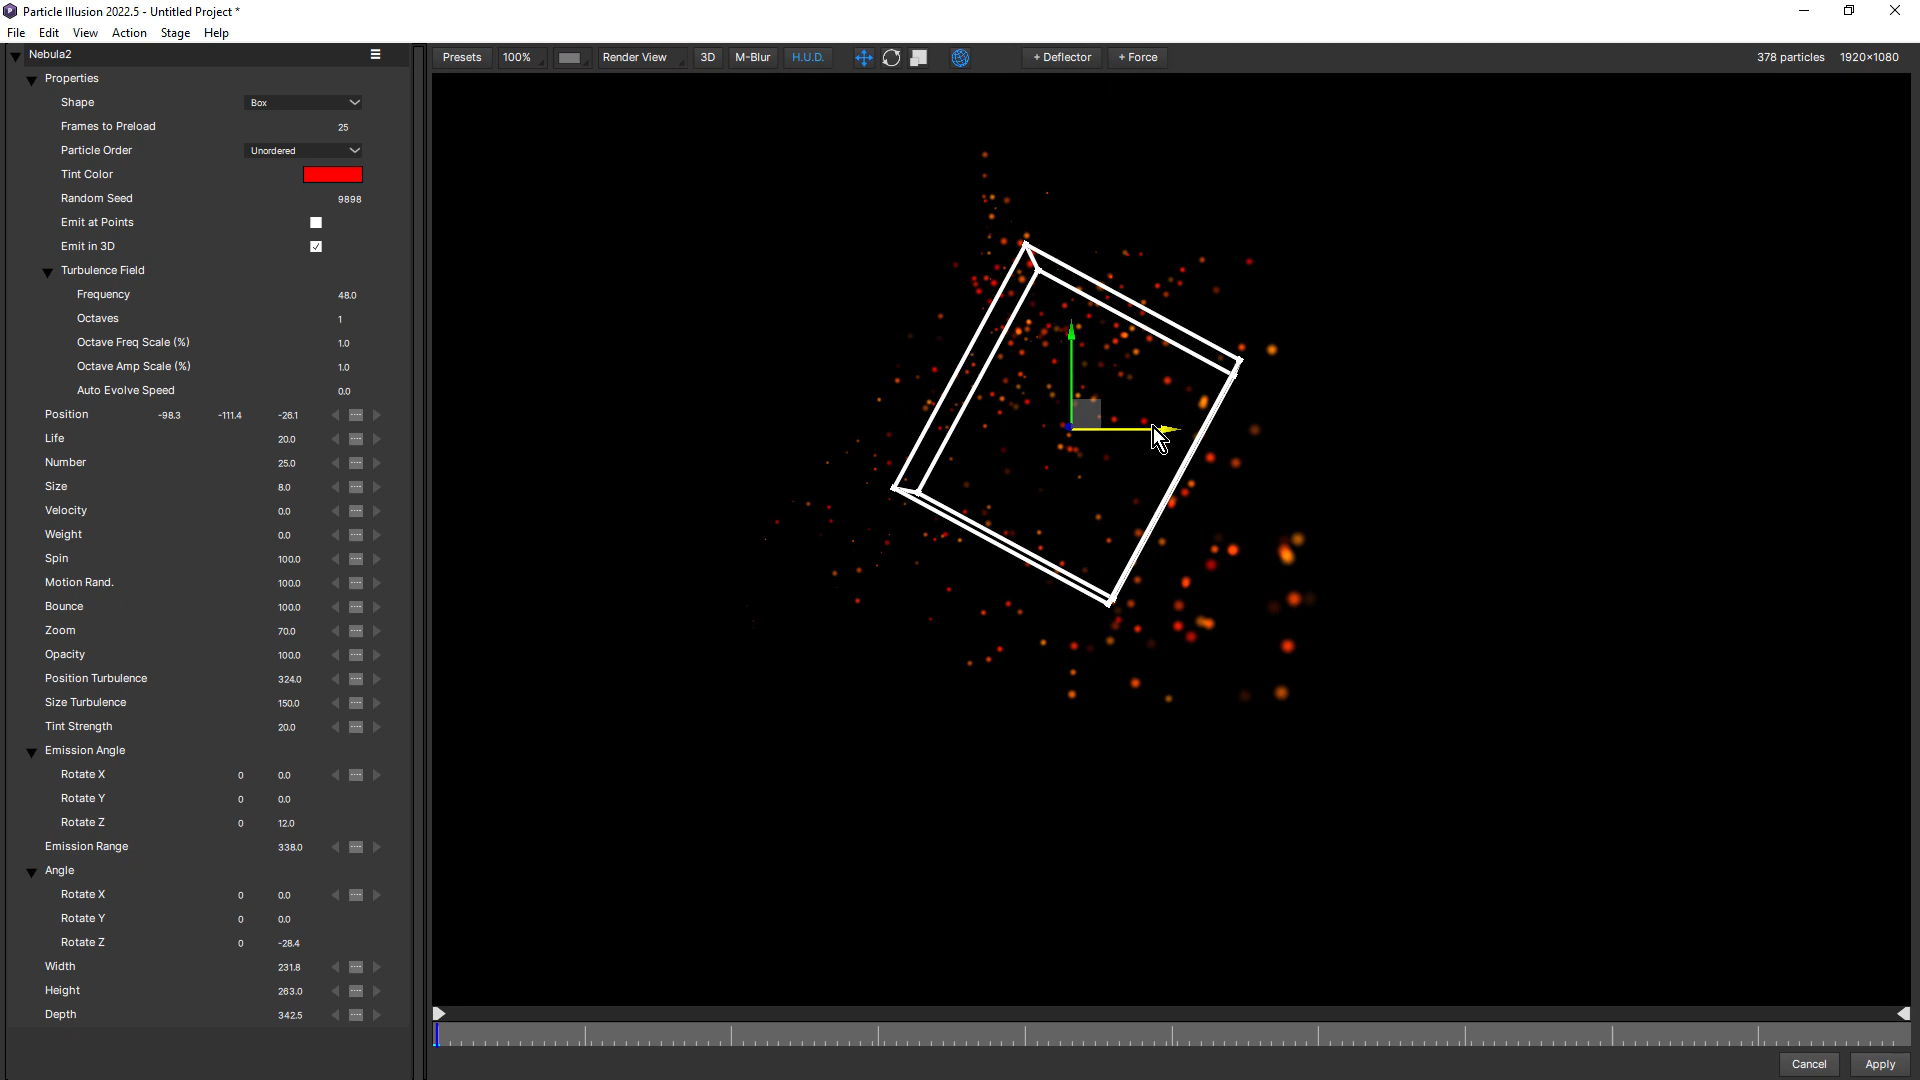 Particle Illusion 2022.5 - Untitled Project *
File Edit View Action Stage Help
Nebula2
Presets 100% Render View 3D M-Blur H.U.D. + Deflector + Force 378 particles 1920×1080
Properties
Shape Box
Frames to Preload 25
Particle Order Unordered
Tint Color
Random Seed 9898
Emit at Points
Emit in 3D
Turbulence Field
Frequency 48.0
Octaves 1
Octave Freq Scale (%) 1.0
Octave Amp Scale (%) 1.0
Auto Evolve Speed 0.0
Position -98.3 -111.4 -26.1
Life 20.0
Number 25.0
Size 8.0
Velocity 0.0
Weight 0.0
Spin 100.0
Motion Rand. 100.0
Bounce 100.0
Zoom 70.0
Opacity 100.0
Position Turbulence 324.0
Size Turbulence 150.0
Tint Strength 20.0
Emission Angle
Rotate X 0 0.0
Rotate Y 0 0.0
Rotate Z 0 12.0
Emission Range 338.0
Angle
Rotate X 0 0.0
Rotate Y 0 0.0
Rotate Z 0 -28.4
Width 231.8
Height 263.0
Depth 342.5
Cancel Apply